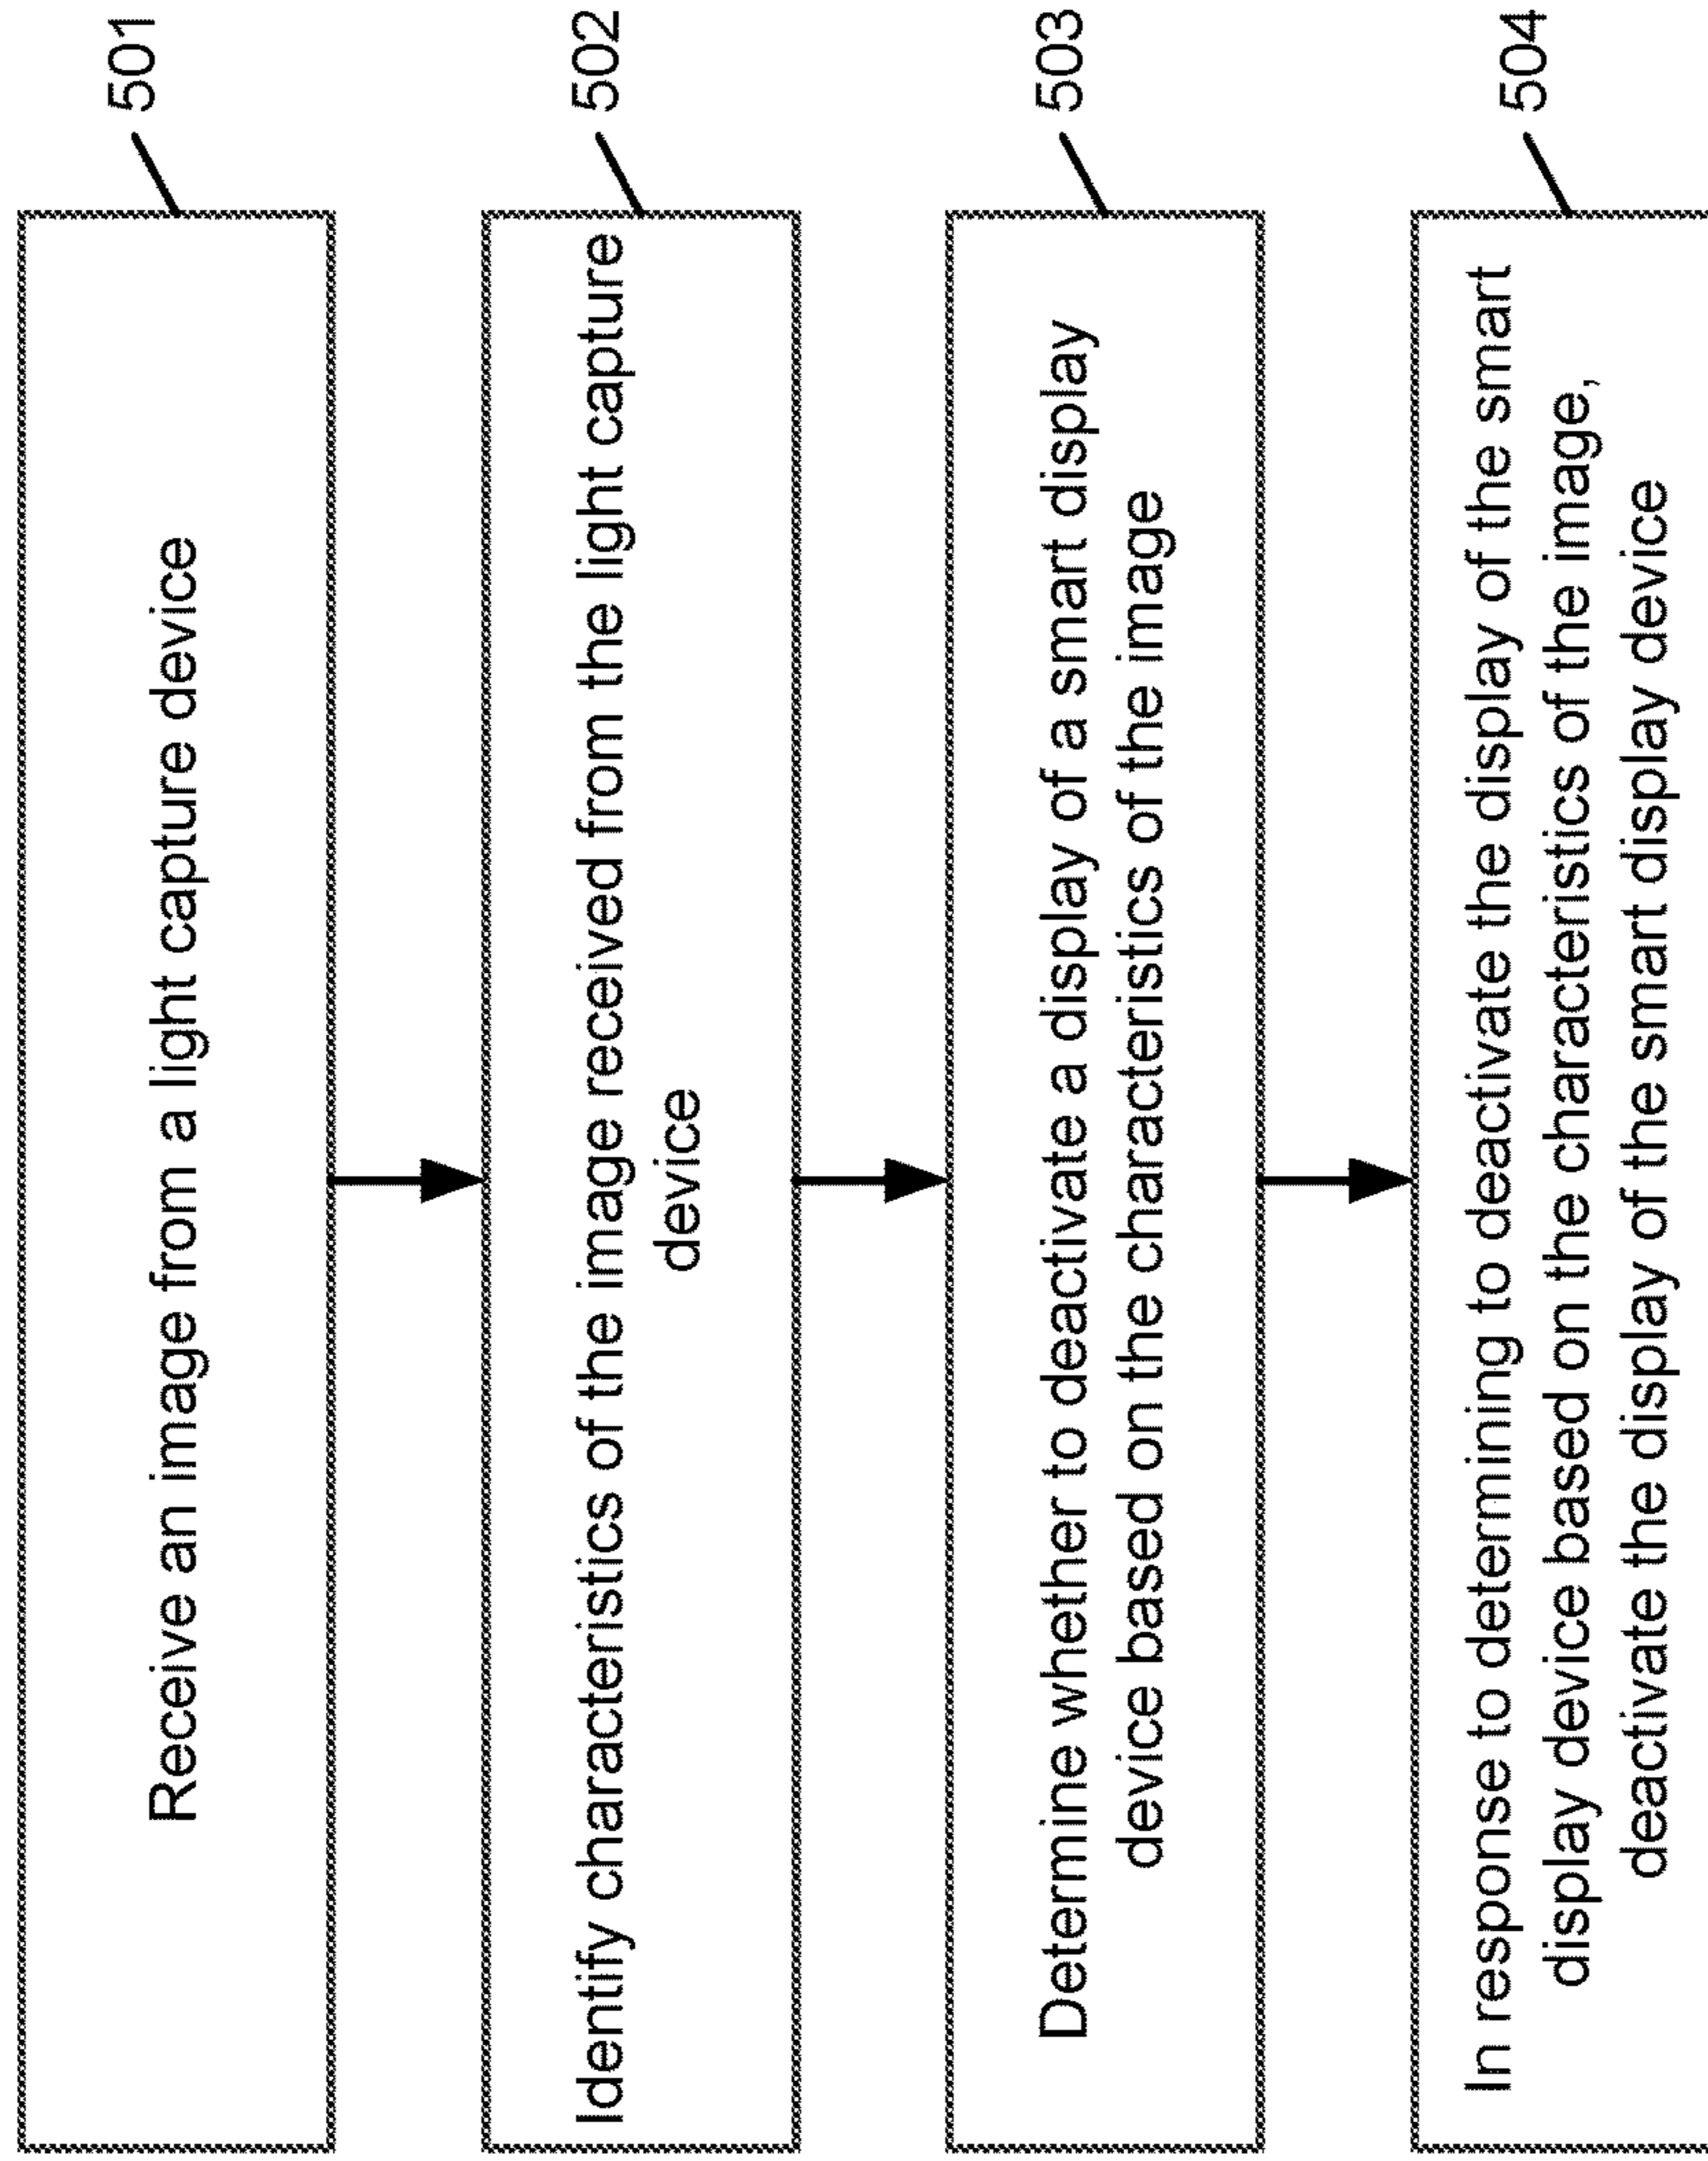 501
Receive an image from a light capture device
502
Identify characteristics of the image received from the light capture
device
503
Determine whether to deactivate a display of a smart display
device based on the characteristics of the image
504
In response to determining to deactivate the display of the smart
display device based on the characteristics of the image,
deactivate the display of the smart display device